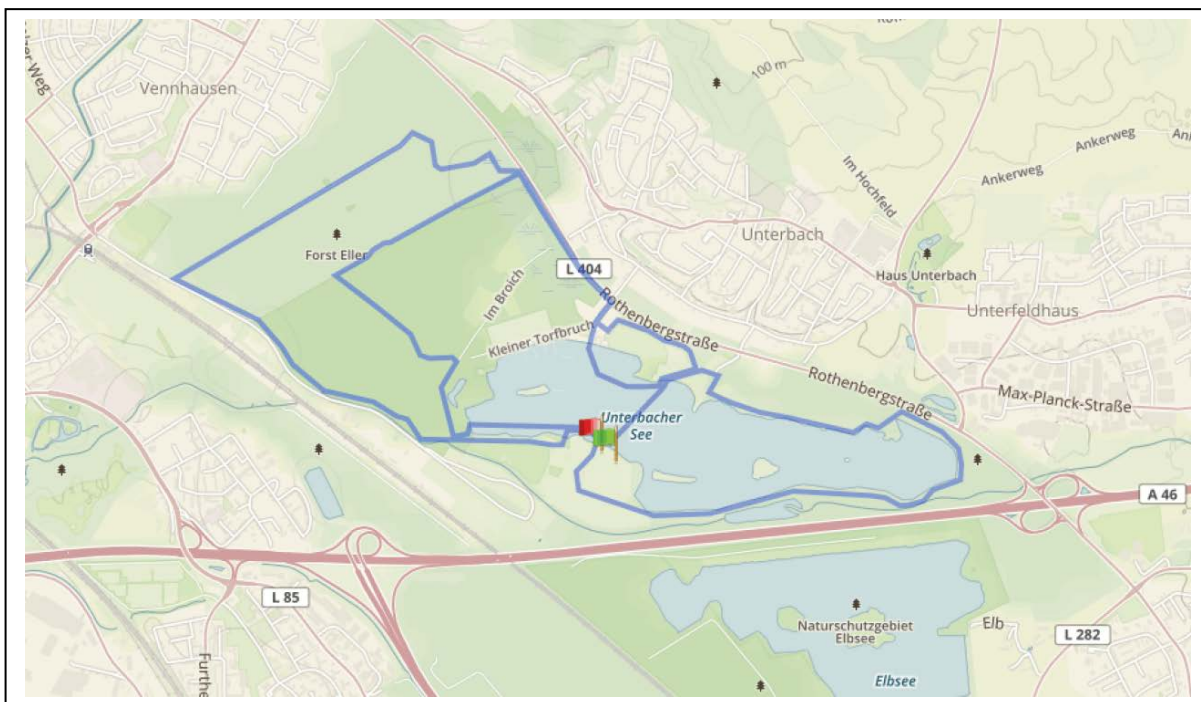 Vennhausen
100 m
Ankerweg
Ankerweg
Im Hochfeld
Unterbach
Haus Unterbach
Forst Eller
L 404
Im Broich
Rothenbergstraße
Unterfeldhaus
Kleiner Torfbruch
Rothenbergstraße
Max-Planck-Straße
Unterbacher
See
A 46
L 85
Naturschutzgebiet
Elbsee
Elb
L 282
Elbsee